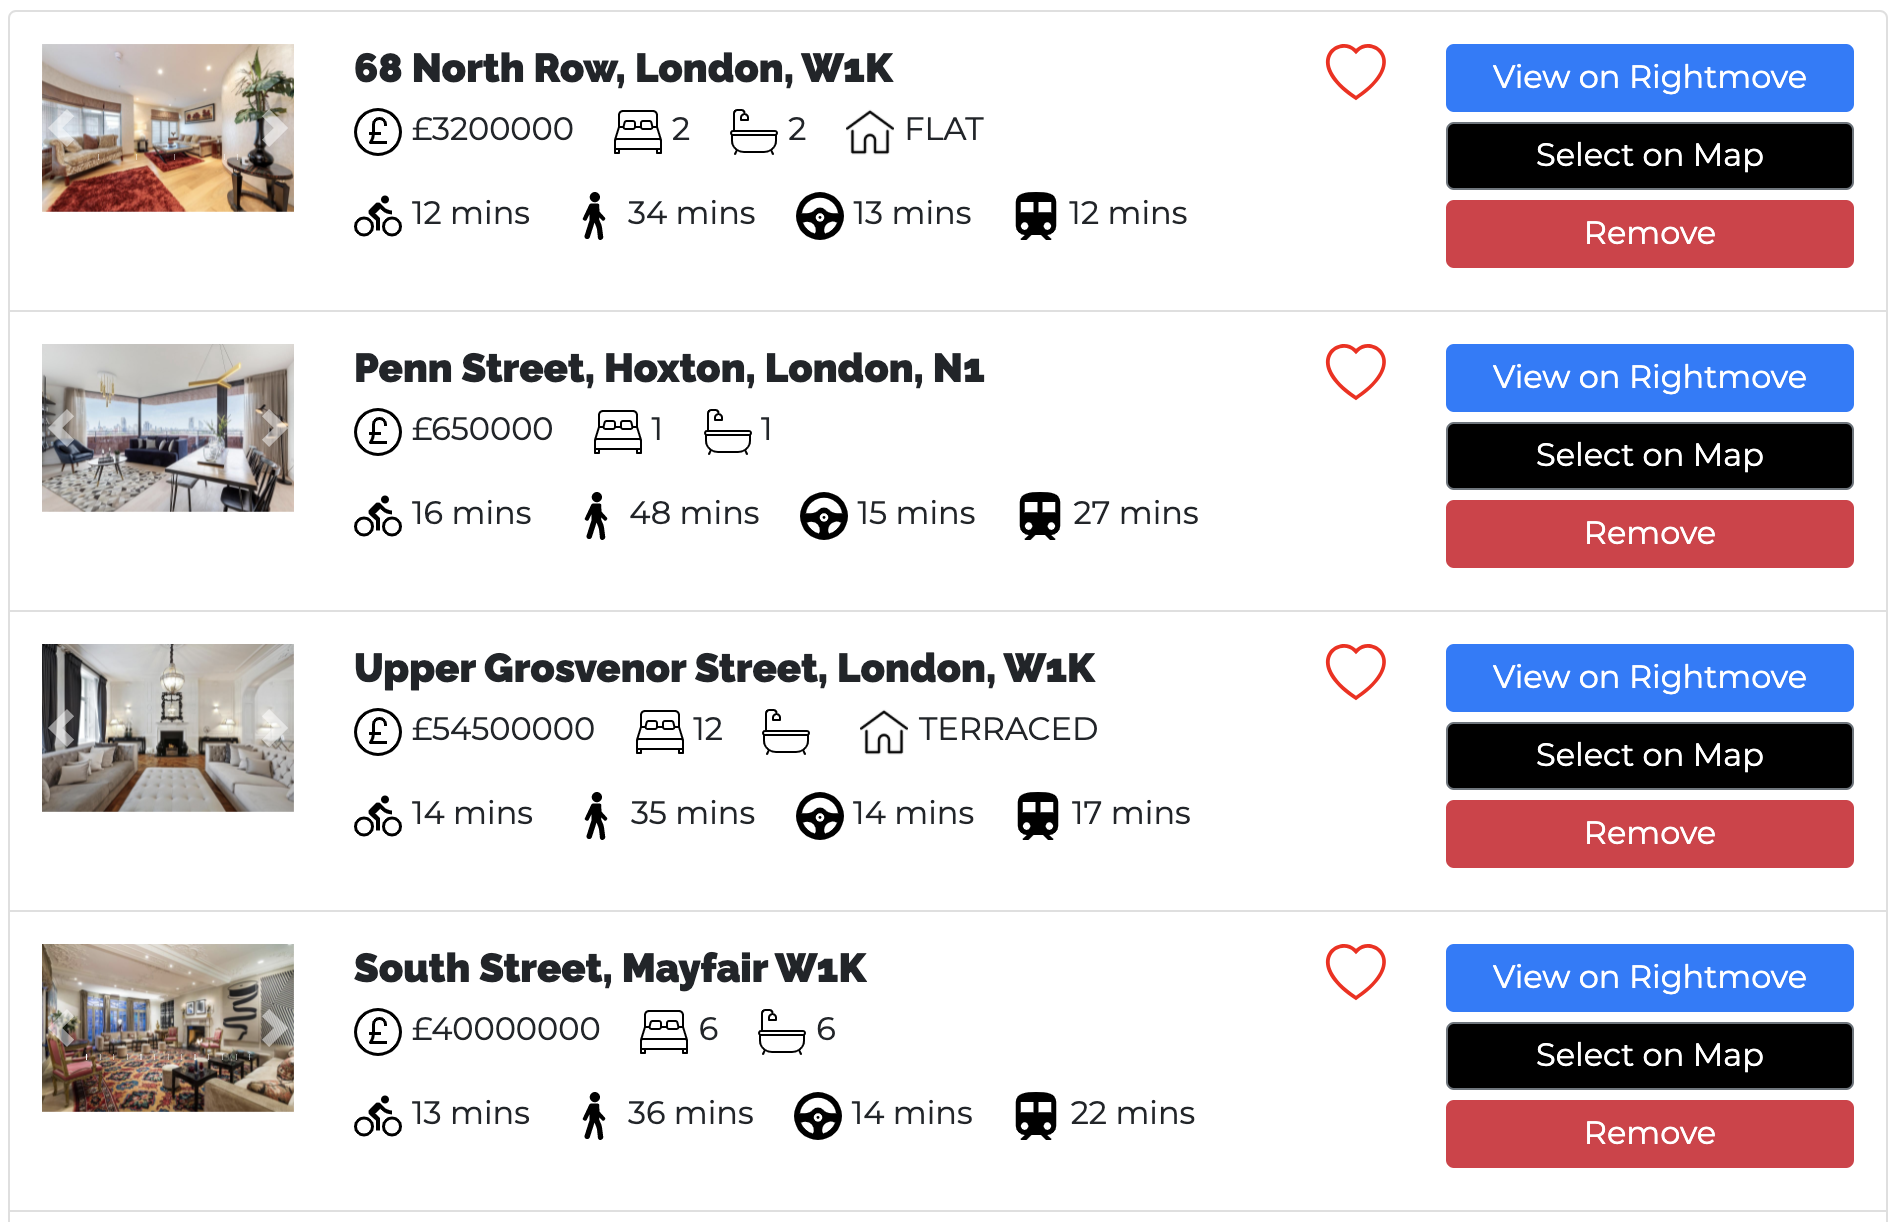 68 North Row, London, W1K
£ £3200000 2 2 FLAT
12 mins 34 mins 13 mins 12 mins
View on Rightmove
Select on Map
Remove
Penn Street, Hoxton, London, N1
£ £650000 1 1
16 mins 48 mins 15 mins 27 mins
View on Rightmove
Select on Map
Remove
Upper Grosvenor Street, London, W1K
£ £54500000 12 TERRACED
14 mins 35 mins 14 mins 17 mins
View on Rightmove
Select on Map
Remove
South Street, Mayfair W1K
£ £40000000 6 6
13 mins 36 mins 14 mins 22 mins
View on Rightmove
Select on Map
Remove